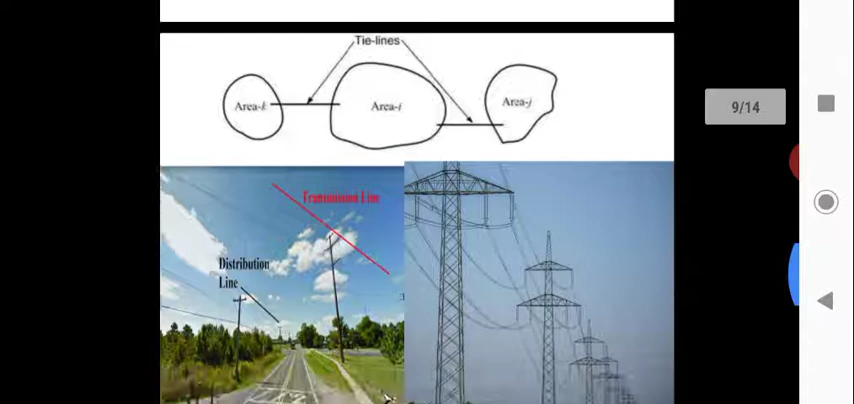 Tie-lines
Area-k
Area-i
Area-j
9/14
Transmission Line
Distribution
Line